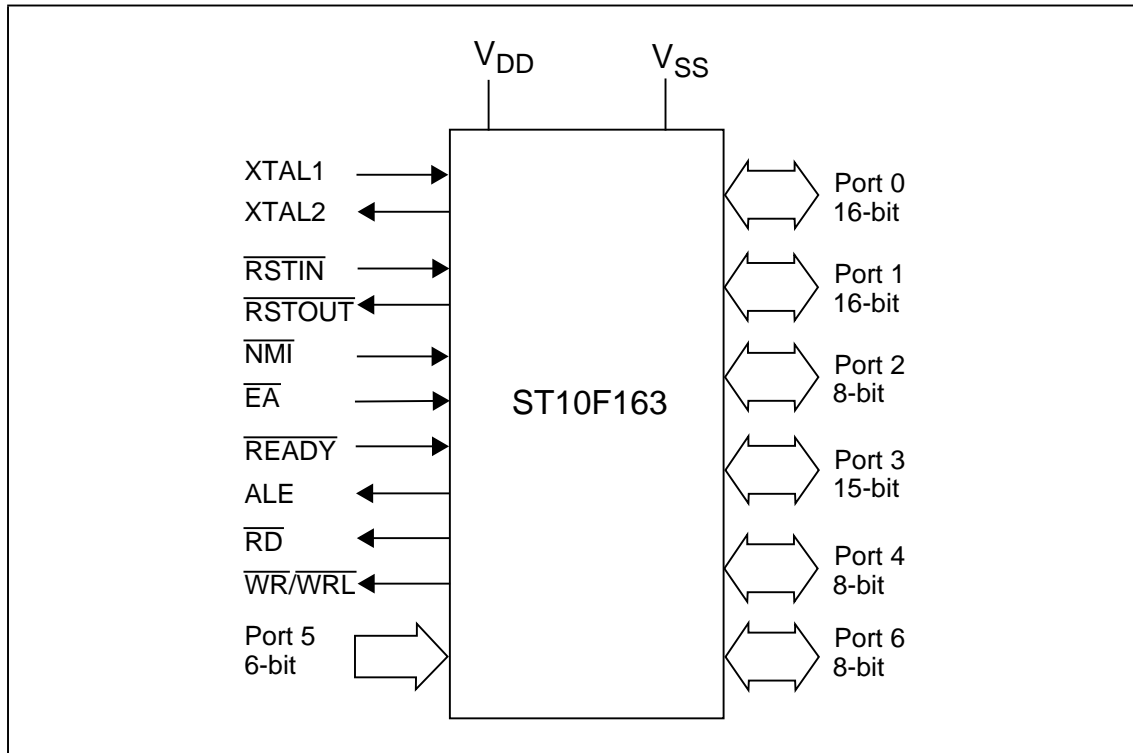 VDD
VSS
XTAL1
XTAL2
RSTIN
RSTOUT
NMI
EA
READY
ALE
RD
WR/WRL
Port 5
6-bit
ST10F163
Port 0
16-bit
Port 1
16-bit
Port 2
8-bit
Port 3
15-bit
Port 4
8-bit
Port 6
8-bit